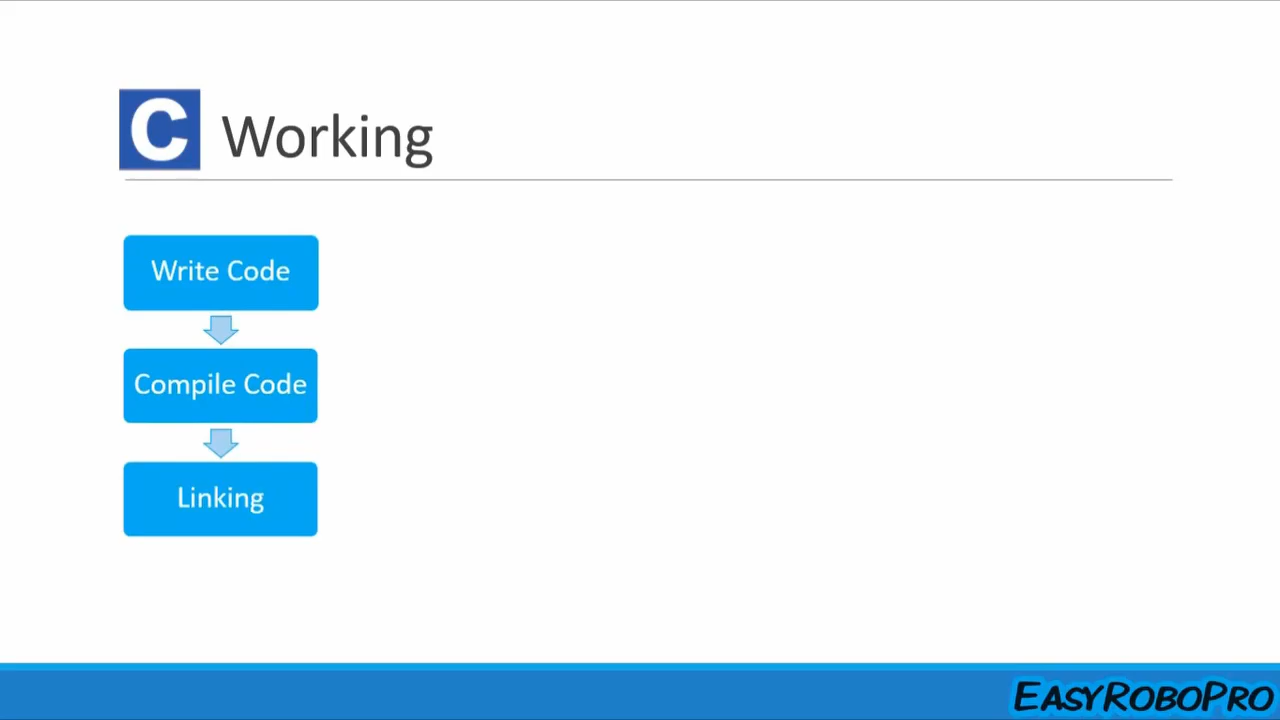 C Working
Write Code
Compile Code
Linking
EASYROBOPRO